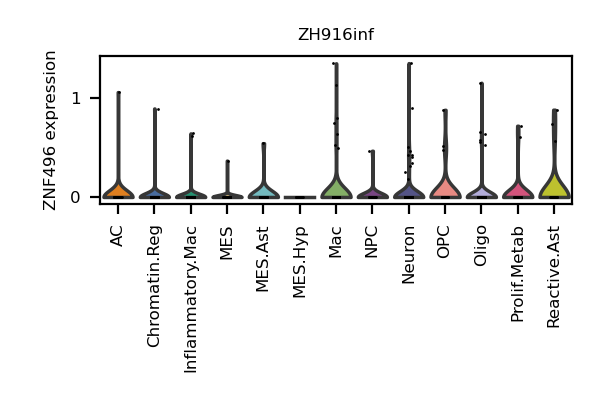 ZH916inf
ZNF496 expression
1
0
AC
Chromatin.Reg
Inflammatory.Mac
MES
MES.Ast
MES.Hyp
Mac
NPC
Neuron
OPC
Oligo
Prolif.Metab
Reactive.Ast